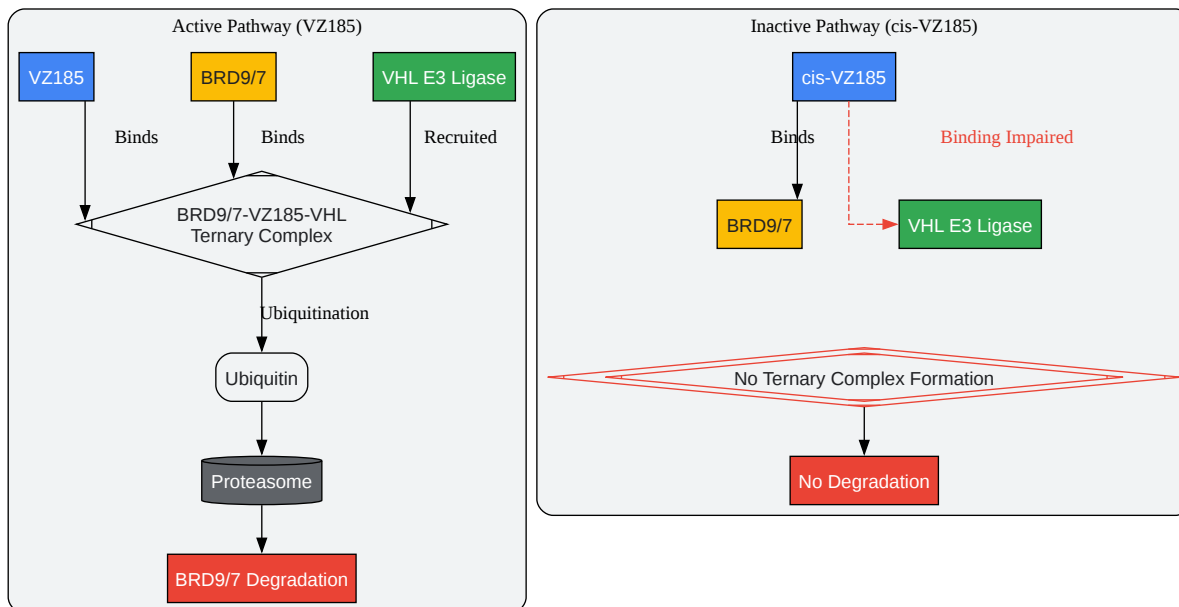 Active Pathway (VZ185)
VZ185
BRD9/7
VHL E3 Ligase
Binds
Binds
Recruited
BRD9/7-VZ185-VHL
Ternary Complex
Ubiquitination
Ubiquitin
Proteasome
BRD9/7 Degradation
Inactive Pathway (cis-VZ185)
cis-VZ185
Binds
Binding Impaired
BRD9/7
VHL E3 Ligase
No Ternary Complex Formation
No Degradation